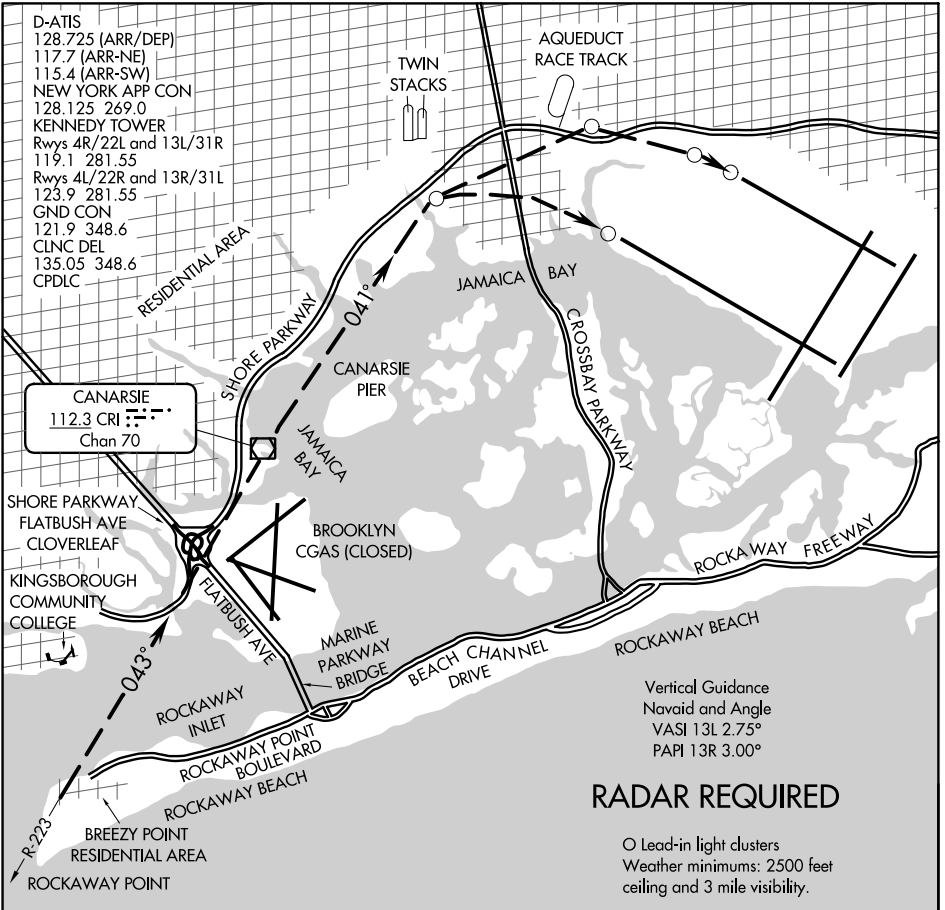 D-ATIS
128.725 (ARR/DEP)
117.7 (ARR-NE)
115.4 (ARR-SW)
NEW YORK APP CON
128.125 269.0
KENNEDY TOWER
Rwys 4R/22L and 13L/31R
119.1 281.55
Rwys 4L/22R and 13R/31L
123.9 281.55
GND CON
121.9 348.6
CLNC DEL
135.05 348.6
CPDLC
TWIN
STACKS
AQUEDUCT
RACE TRACK
RESIDENTIAL AREA
SHORE PARKWAY
041°
JAMAICA BAY
CROSSBAY PARKWAY
CANARSIE
PIER
CANARSIE
112.3 CRI
Chan 70
JAMAICA
BAY
SHORE PARKWAY
FLATBUSH AVE
CLOVERLEAF
BROOKLYN
CGAS (CLOSED)
KINGSBOROUGH
COMMUNITY
COLLEGE
FLATBUSH AVE
043°
MARINE
PARKWAY
BRIDGE
ROCKAWAY FREEWAY
BEACH CHANNEL
DRIVE
ROCKAWAY BEACH
ROCKAWAY
INLET
ROCKAWAY POINT
BOULEVARD
ROCKAWAY BEACH
Vertical Guidance
Navaid and Angle
VASI 13L 2.75°
PAPI 13R 3.00°
RADAR REQUIRED
R-223
BREEZY POINT
RESIDENTIAL AREA
ROCKAWAY POINT
O Lead-in light clusters
Weather minimums: 2500 feet
ceiling and 3 mile visibility.